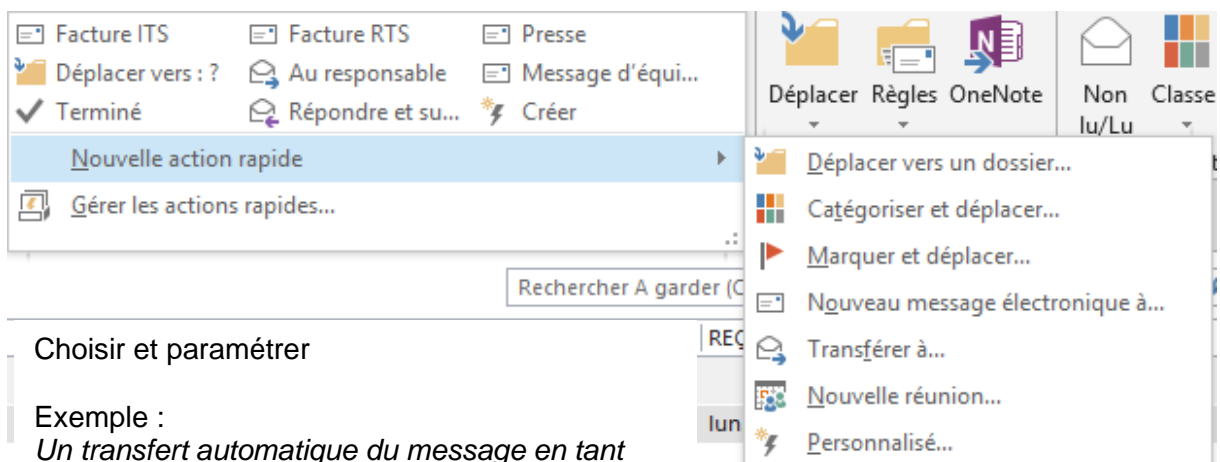 Facture ITS Facture RTS Presse
Déplacer vers : ? Au responsable Message d'équi...
Terminé Répondre et su... Créer
Nouvelle action rapide
Gérer les actions rapides...
Déplacer Règles OneNote Non lu/Lu Classe
Déplacer vers un dossier...
Catégoriser et déplacer...
Marquer et déplacer...
Nouveau message électronique à...
Transférer à...
Nouvelle réunion...
Personnalisé...
Rechercher A garder (C
REÇ
lun
Choisir et paramétrer
Exemple :
Un transfert automatique du message en tant